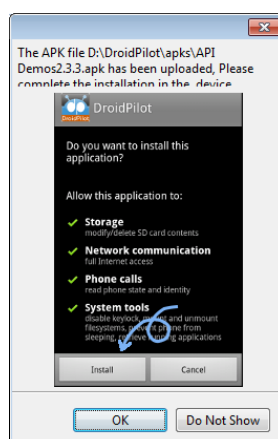 The APK file D:\DroidPilot\apks\API
Demos2.3.3.apk has been uploaded, Please
complete the installation in the device
DroidPilot
DroidPilot
Do you want to install this
application?
Allow this application to:
Storage
modify/delete SD card contents
Network communication
full Internet access
Phone calls
read phone state and identity
System tools
disable keylock, mount and unmount
filesystems, prevent phone from
sleeping, retrieve running applications
Install
Cancel
OK
Do Not Show